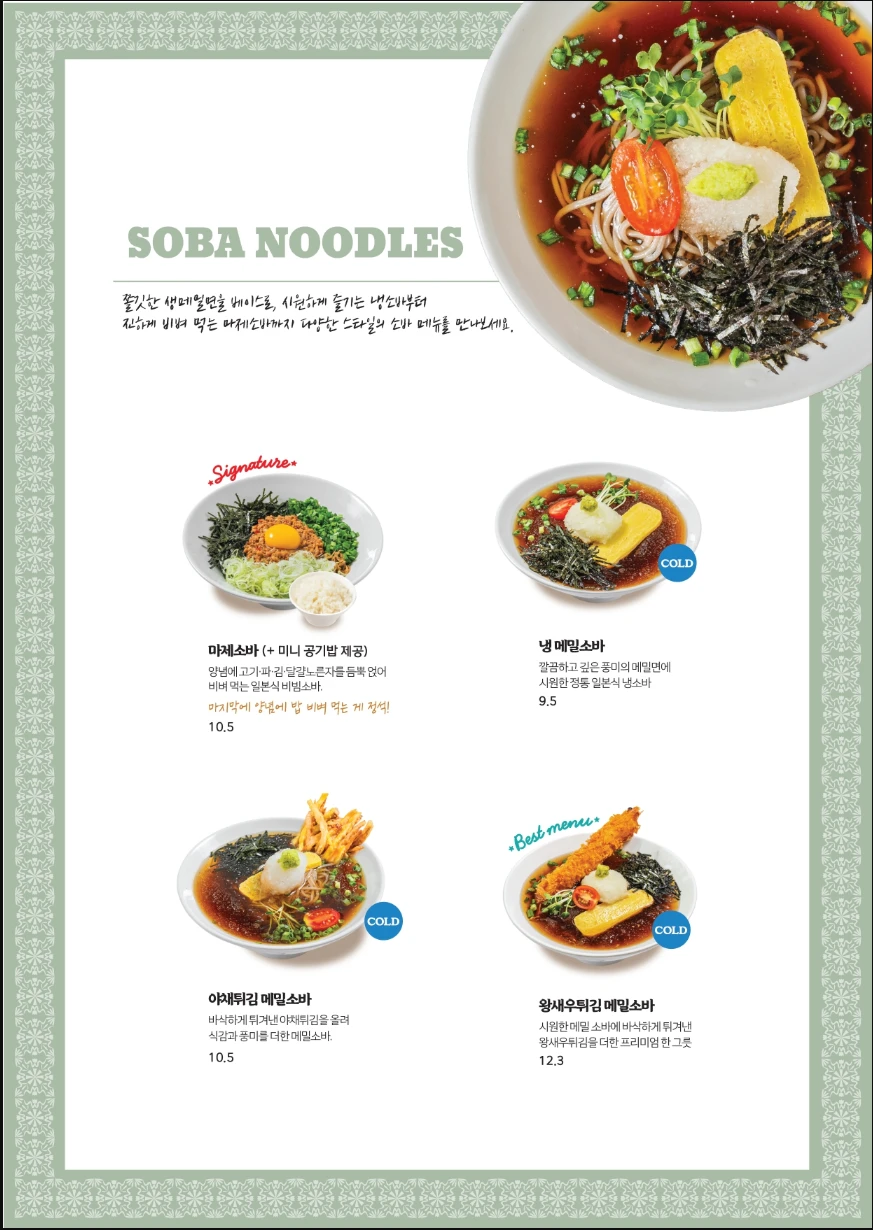 SOBA NOODLES
쫄깃한 생메밀면을 베이스로, 시원하게 즐기는 냉소바부터
진하게 비벼 먹는 마제소바까지 다양한 스타일의 소바 메뉴를 만나보세요.
Signature
마제소바 (+ 미니 공기밥 제공)
양념에 고기·파·김·달걀노른자를 듬뿍 얹어
비벼 먹는 일본식 비빔소바.
마지막에 양념에 밥 비벼 먹는 게 정석!
10.5
COLD
냉 메밀소바
깔끔하고 깊은 풍미의 메밀면에
시원한 정통 일본식 냉소바
9.5
COLD
야채튀김 메밀소바
바삭하게 튀겨낸 야채튀김을 올려
식감과 풍미를 더한 메밀소바.
10.5
Best menu
COLD
왕새우튀김 메밀소바
시원한 메밀 소바에 바삭하게 튀겨낸
왕새우튀김을 더한 프리미엄 한 그릇
12.3